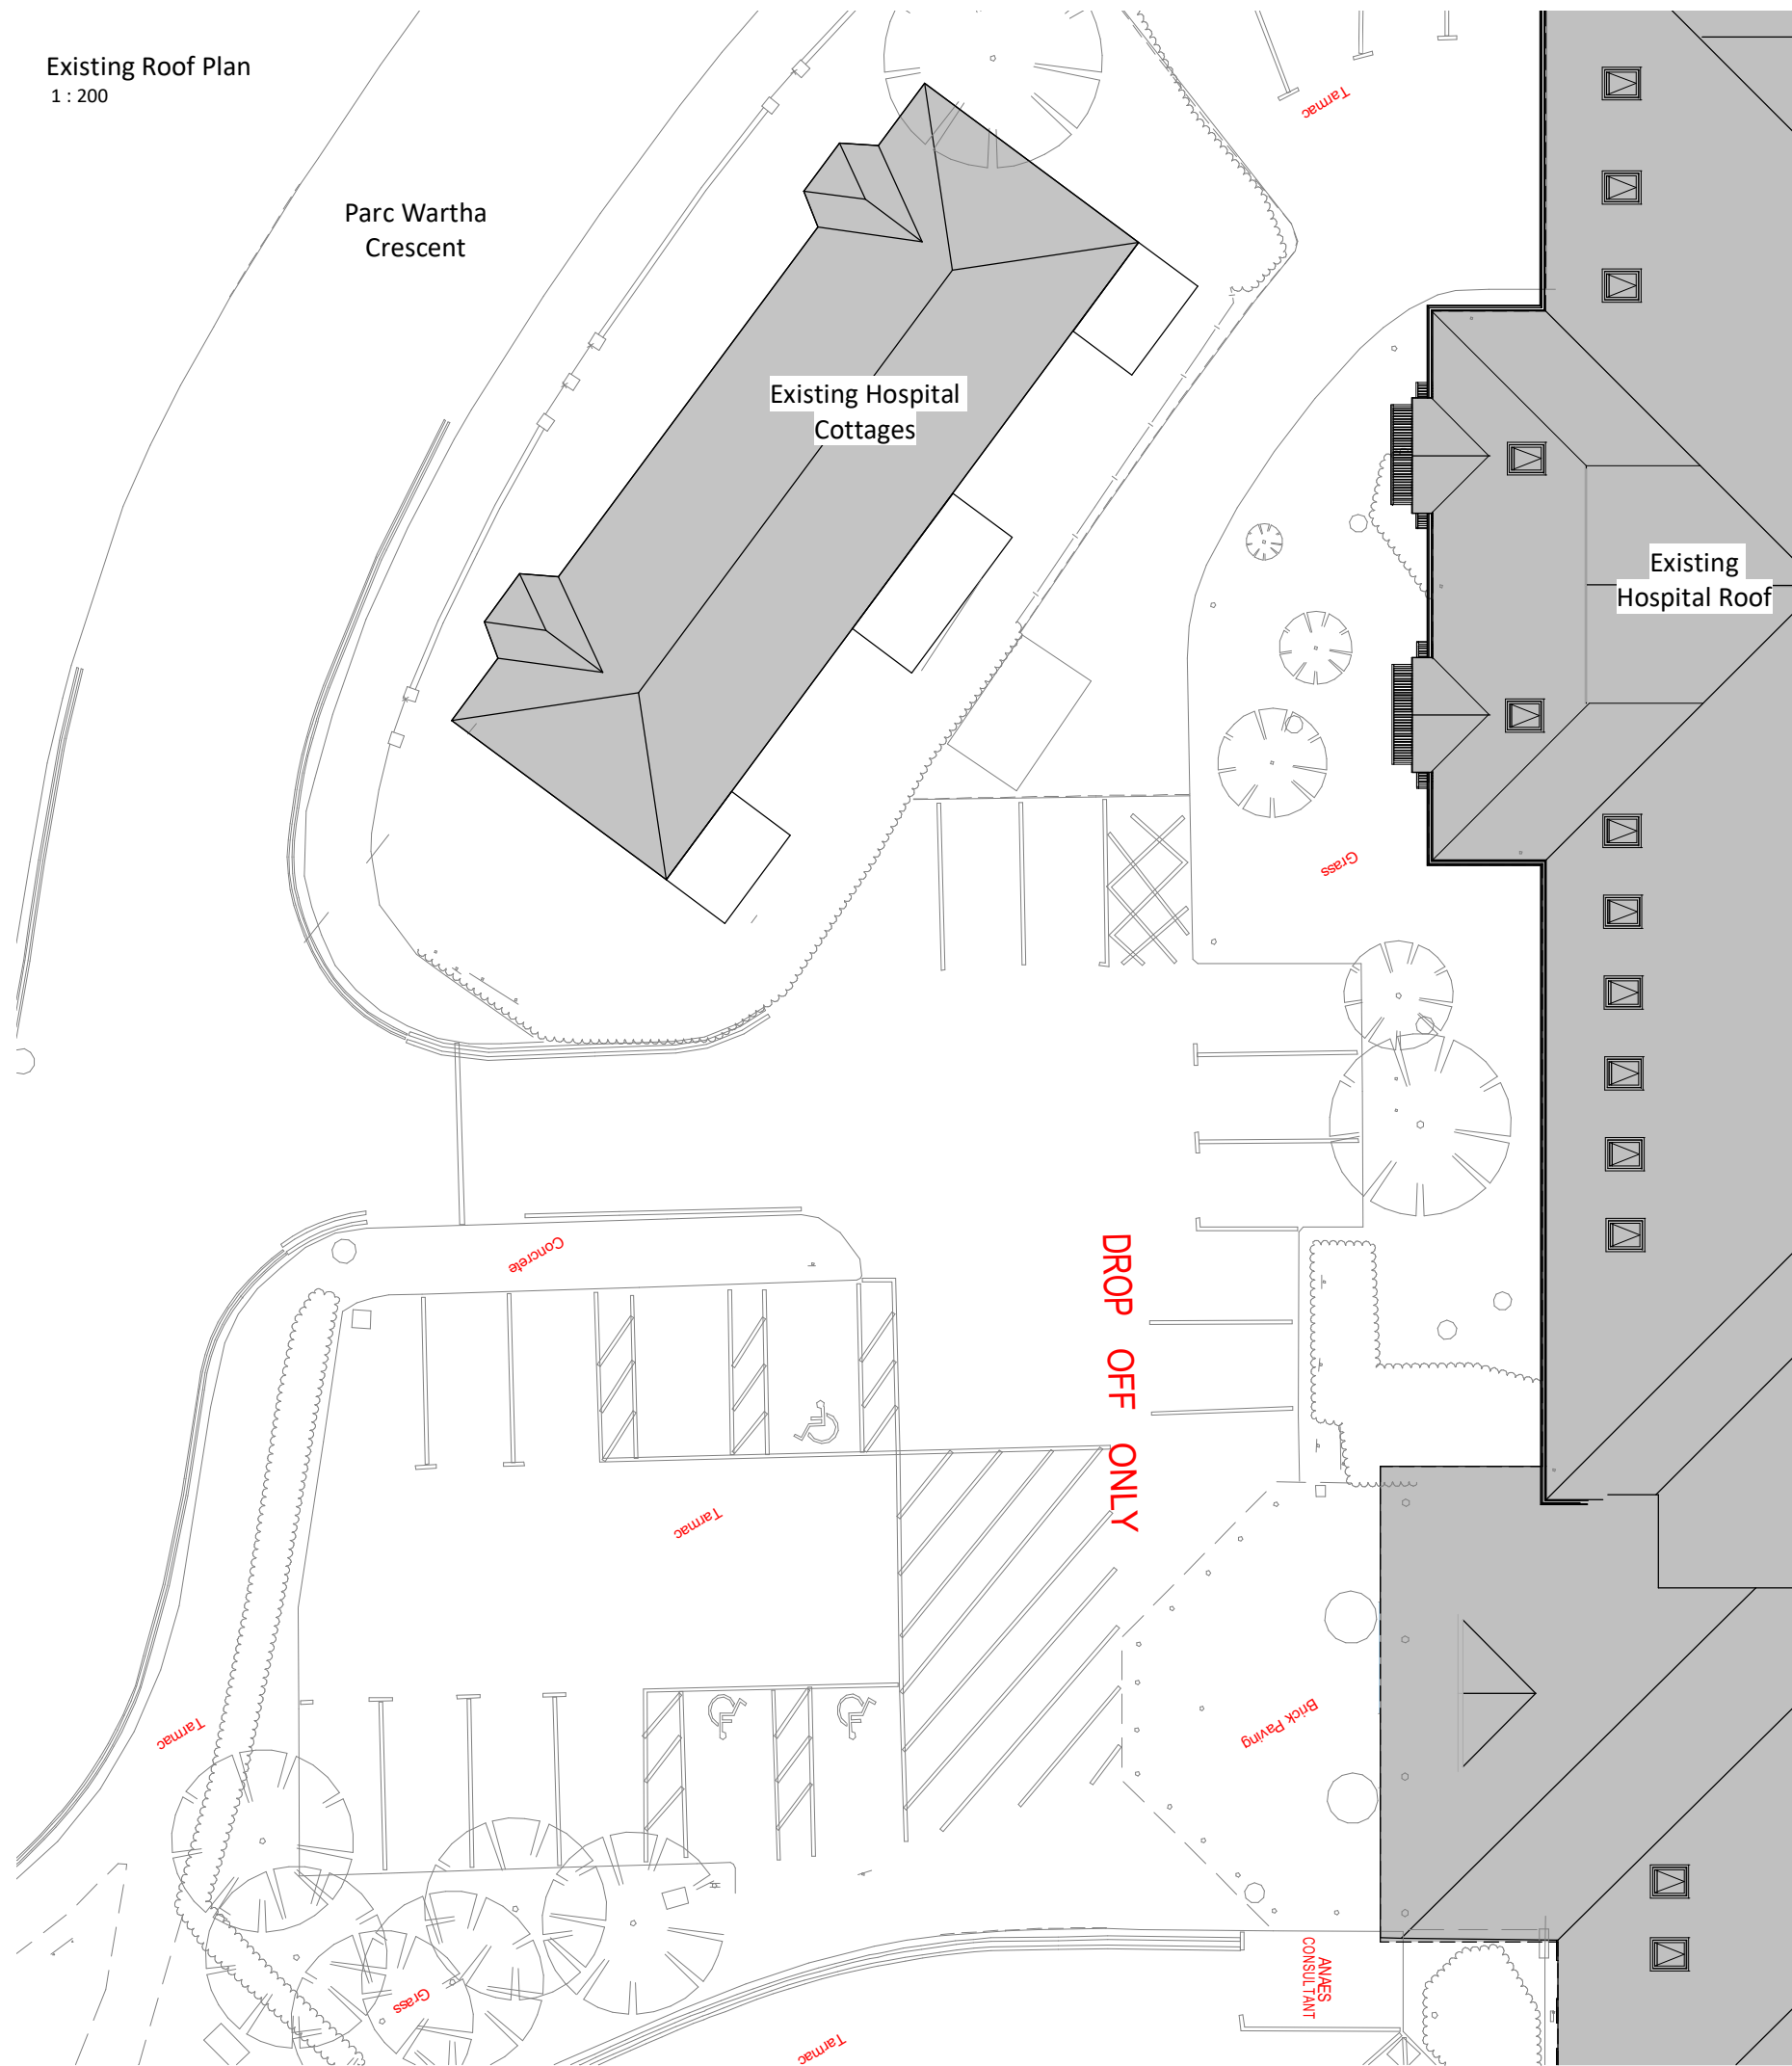 Existing Roof Plan
1 : 200
Tarmac
Parc Wartha
Crescent
Existing Hospital
Cottages
Existing
Hospital Roof
Grass
Concrete
DROP OFF ONLY
Tarmac
Brick Paving
Tarmac
ANAES
CONSULTANT
Grass
Tarmac